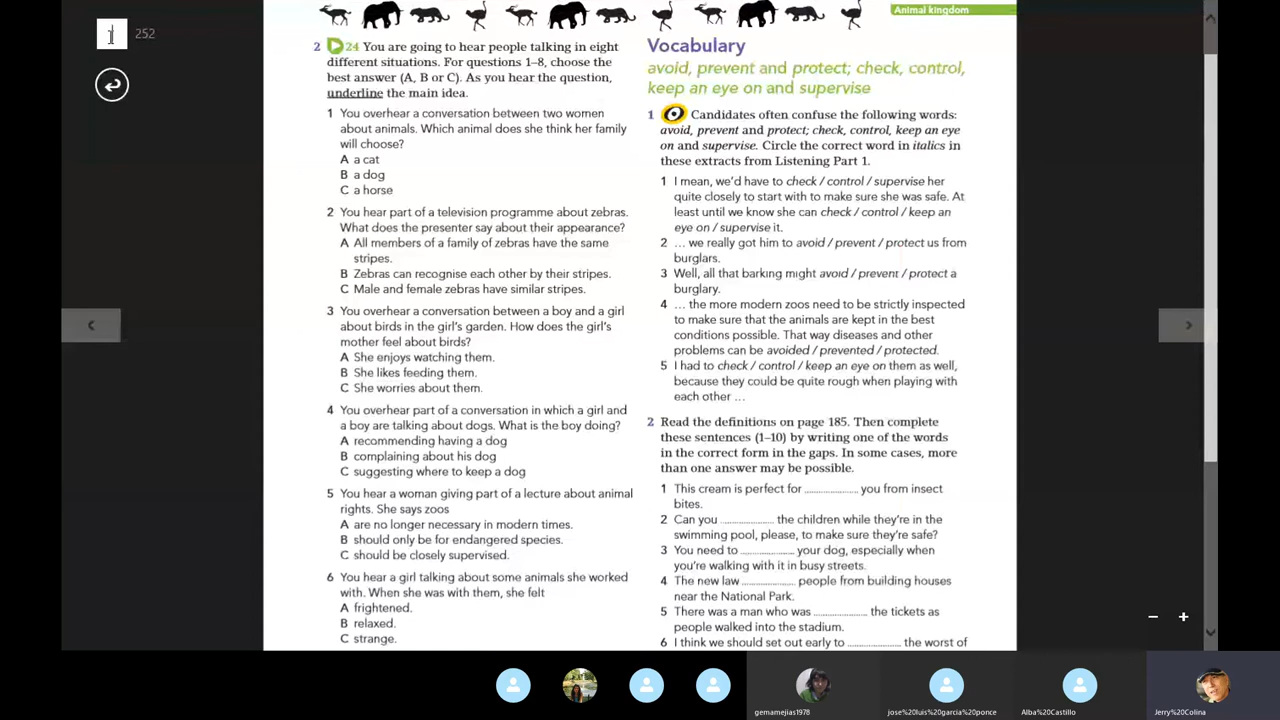 252
Animal kingdom
2 24 You are going to hear people talking in eight
different situations. For questions 1–8, choose the
best answer (A, B or C). As you hear the question,
underline the main idea.
1 You overhear a conversation between two women
about animals. Which animal does she think her family
will choose?
A a cat
B a dog
C a horse
2 You hear part of a television programme about zebras.
What does the presenter say about their appearance?
A All members of a family of zebras have the same
stripes.
B Zebras can recognise each other by their stripes.
C Male and female zebras have similar stripes.
3 You overhear a conversation between a boy and a girl
about birds in the girl's garden. How does the girl's
mother feel about birds?
A She enjoys watching them.
B She likes feeding them.
C She worries about them.
4 You overhear part of a conversation in which a girl and
a boy are talking about dogs. What is the boy doing?
A recommending having a dog
B complaining about his dog
C suggesting where to keep a dog
5 You hear a woman giving part of a lecture about animal
rights. She says zoos
A are no longer necessary in modern times.
B should only be for endangered species.
C should be closely supervised.
6 You hear a girl talking about some animals she worked
with. When she was with them, she felt
A frightened.
B relaxed.
C strange.
Vocabulary
avoid, prevent and protect; check, control,
keep an eye on and supervise
1 Candidates often confuse the following words:
avoid, prevent and protect; check, control, keep an eye
on and supervise. Circle the correct word in italics in
these extracts from Listening Part 1.
1 I mean, we'd have to check / control / supervise her
quite closely to start with to make sure she was safe. At
least until we know she can check / control / keep an
eye on / supervise it.
2 … we really got him to avoid / prevent / protect us from
burglars.
3 Well, all that barking might avoid / prevent / protect a
burglary.
4 … the more modern zoos need to be strictly inspected
to make sure that the animals are kept in the best
conditions possible. That way diseases and other
problems can be avoided / prevented / protected.
5 I had to check / control / keep an eye on them as well,
because they could be quite rough when playing with
each other …
2 Read the definitions on page 185. Then complete
these sentences (1–10) by writing one of the words
in the correct form in the gaps. In some cases, more
than one answer may be possible.
1 This cream is perfect for .................. you from insect
bites.
2 Can you .................. the children while they're in the
swimming pool, please, to make sure they're safe?
3 You need to .................. your dog, especially when
you're walking with it in busy streets.
4 The new law .................. people from building houses
near the National Park.
5 There was a man who was .................. the tickets as
people walked into the stadium.
6 I think we should set out early to .................. the worst of
gemamejias1978
jose%20luis%20garcia%20ponce
Alba%20Castillo
Jerry%20Colina